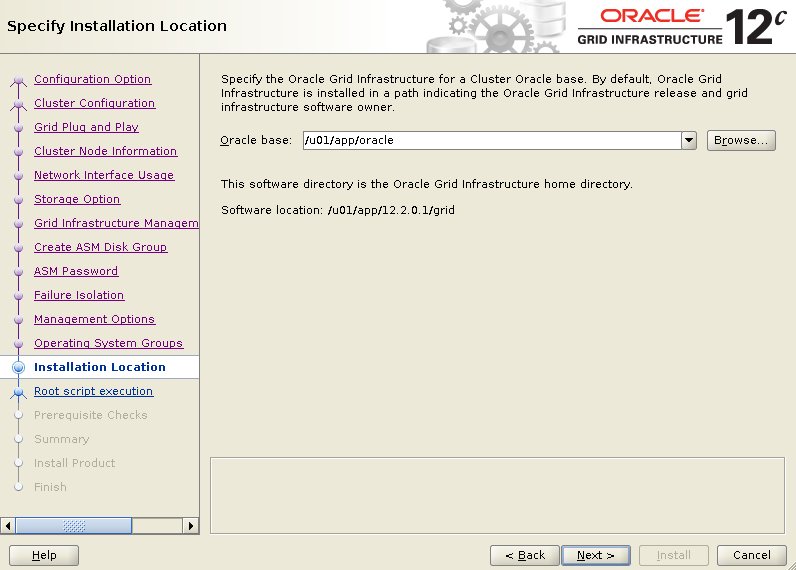 Specify Installation Location
ORACLE®
GRID INFRASTRUCTURE 12c
Configuration Option
Cluster Configuration
Grid Plug and Play
Cluster Node Information
Network Interface Usage
Storage Option
Grid Infrastructure Managem
Create ASM Disk Group
ASM Password
Failure Isolation
Management Options
Operating System Groups
Installation Location
Root script execution
Prerequisite Checks
Summary
Install Product
Finish
Specify the Oracle Grid Infrastructure for a Cluster Oracle base. By default, Oracle Grid
Infrastructure is installed in a path indicating the Oracle Grid Infrastructure release and grid
infrastructure software owner.
Oracle base: /u01/app/oracle Browse...
This software directory is the Oracle Grid Infrastructure home directory.
Software location: /u01/app/12.2.0.1/grid
Help < Back Next > Install Cancel